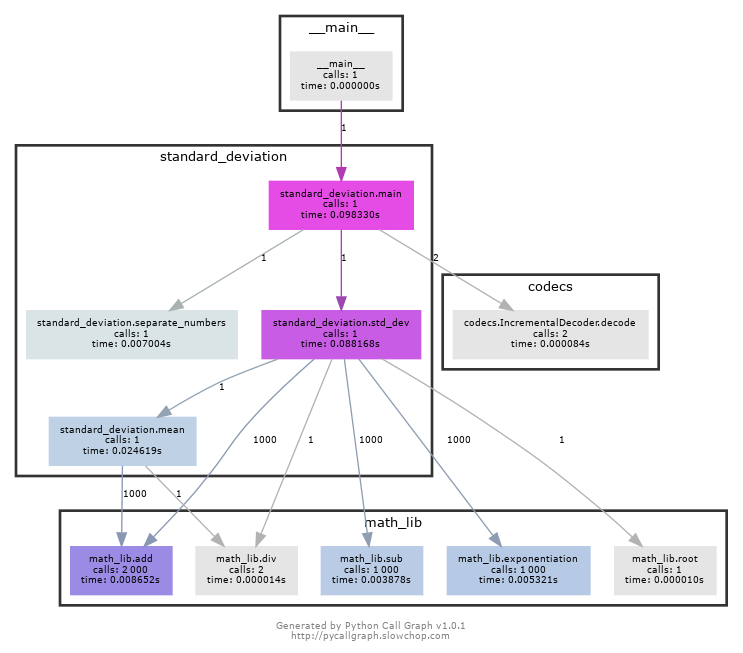 __main__
__main__
calls: 1
time: 0.000000s
1
standard_deviation
standard_deviation.main
calls: 1
time: 0.098330s
1
1
2
codecs
standard_deviation.separate_numbers
calls: 1
time: 0.007004s
standard_deviation.std_dev
calls: 1
time: 0.088168s
codecs.IncrementalDecoder.decode
calls: 2
time: 0.000084s
1
standard_deviation.mean
calls: 1
time: 0.024619s
1000
1
1000
1000
1
1000
1
math_lib
math_lib.add
calls: 2 000
time: 0.008652s
math_lib.div
calls: 2
time: 0.000014s
math_lib.sub
calls: 1 000
time: 0.003878s
math_lib.exponentiation
calls: 1 000
time: 0.005321s
math_lib.root
calls: 1
time: 0.000010s
Generated by Python Call Graph v1.0.1
http://pycallgraph.slowchop.com